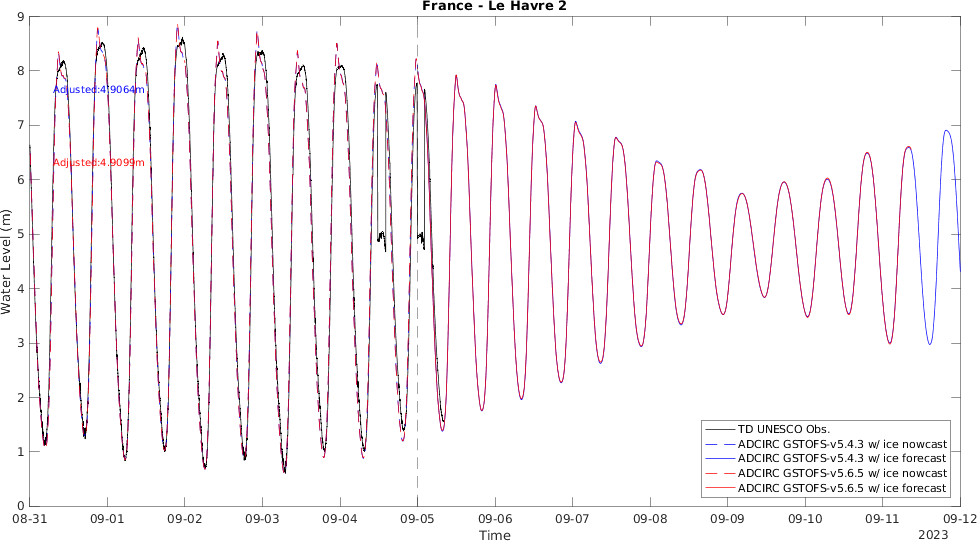 France - Le Havre 2
9
8
7
6
5
4
3
2
1
0
Water Level (m)
Adjusted:4.9064m
Adjusted:4.9099m
TD UNESCO Obs.
ADCIRC GSTOFS-v5.4.3 w/ ice nowcast
ADCIRC GSTOFS-v5.4.3 w/ ice forecast
ADCIRC GSTOFS-v5.6.5 w/ ice nowcast
ADCIRC GSTOFS-v5.6.5 w/ ice forecast
08-31 09-01 09-02 09-03 09-04 09-05 09-06 09-07 09-08 09-09 09-10 09-11 09-12
Time
2023